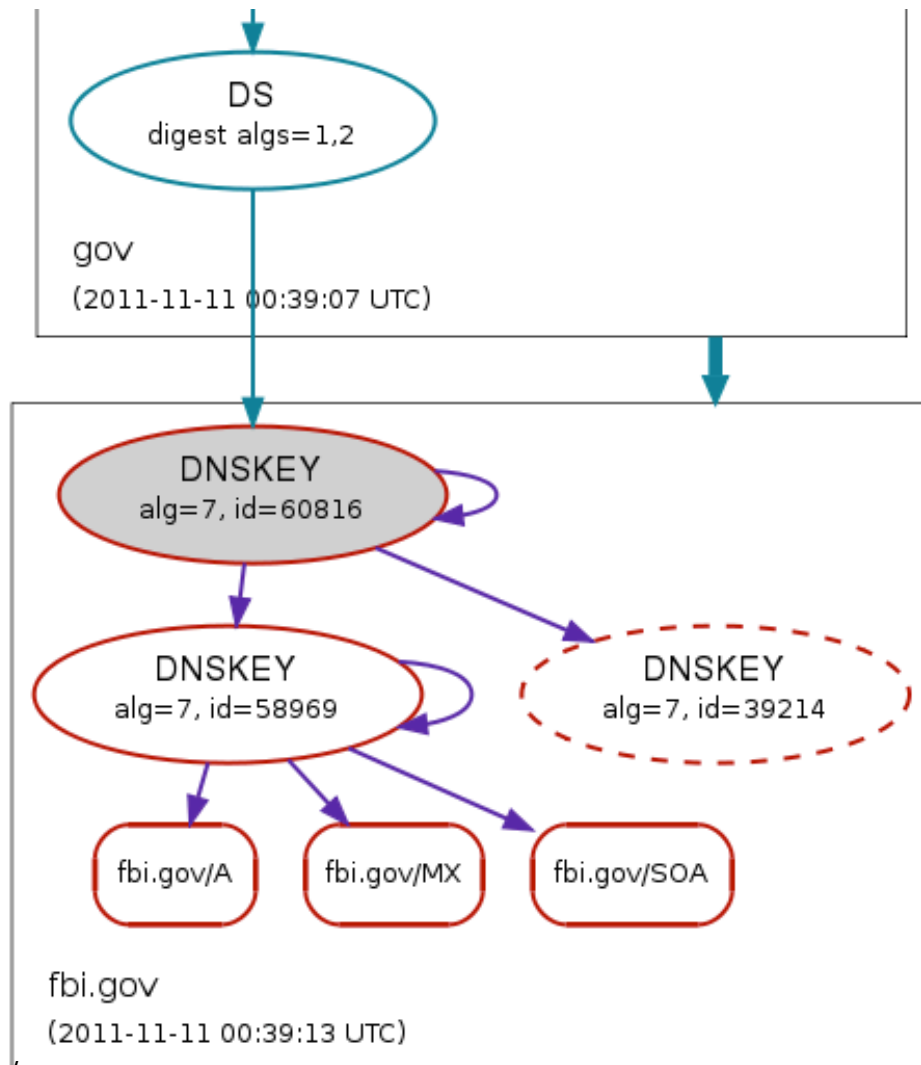 DS
digest algs=1,2
gov
(2011-11-11 00:39:07 UTC)
DNSKEY
alg=7, id=60816
DNSKEY
alg=7, id=58969
DNSKEY
alg=7, id=39214
fbi.gov/A
fbi.gov/MX
fbi.gov/SOA
fbi.gov
(2011-11-11 00:39:13 UTC)